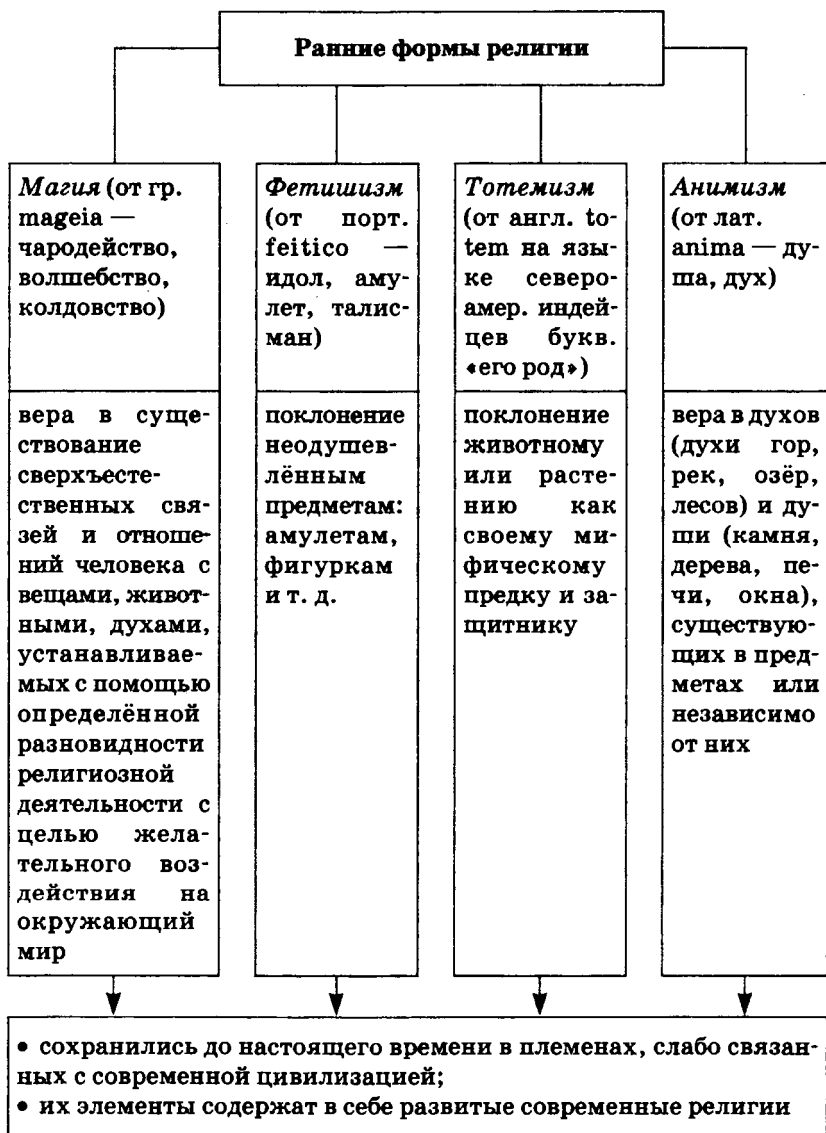 Ранние формы религии
Магия (от гр.
mageia —
чародейство,
волшебство,
колдовство)
вера в суще-
ствование
сверхъесте-
ственных свя-
зей и отноше-
ний человека с
вещами, живот-
ными, духами,
устанавливае-
мых с помощью
определённой
разновидности
религиозной
деятельности с
целью жела-
тельного воз-
действия на
окружающий
мир
Фетишизм
(от порт.
feitico —
идол, аму-
лет, талис-
ман)
поклонение
неодушев-
лённым
предметам:
амулетам,
фигуркам
и т. д.
Тотемизм
(от англ. to-
tem на язы-
ке северо-
амер. индей-
цев букв.
«его род»)
поклонение
животному
или расте-
нию как
своему ми-
фическому
предку и за-
щитнику
Анимизм
(от лат.
anima — ду-
ша, дух)
вера в духов
(духи гор,
рек, озёр,
лесов) и ду-
ши (камня,
дерева, пе-
чи, окна),
существую-
щих в пред-
метах или
независимо
от них
• сохранились до настоящего времени в племенах, слабо связан-
ных с современной цивилизацией;
• их элементы содержат в себе развитые современные религии